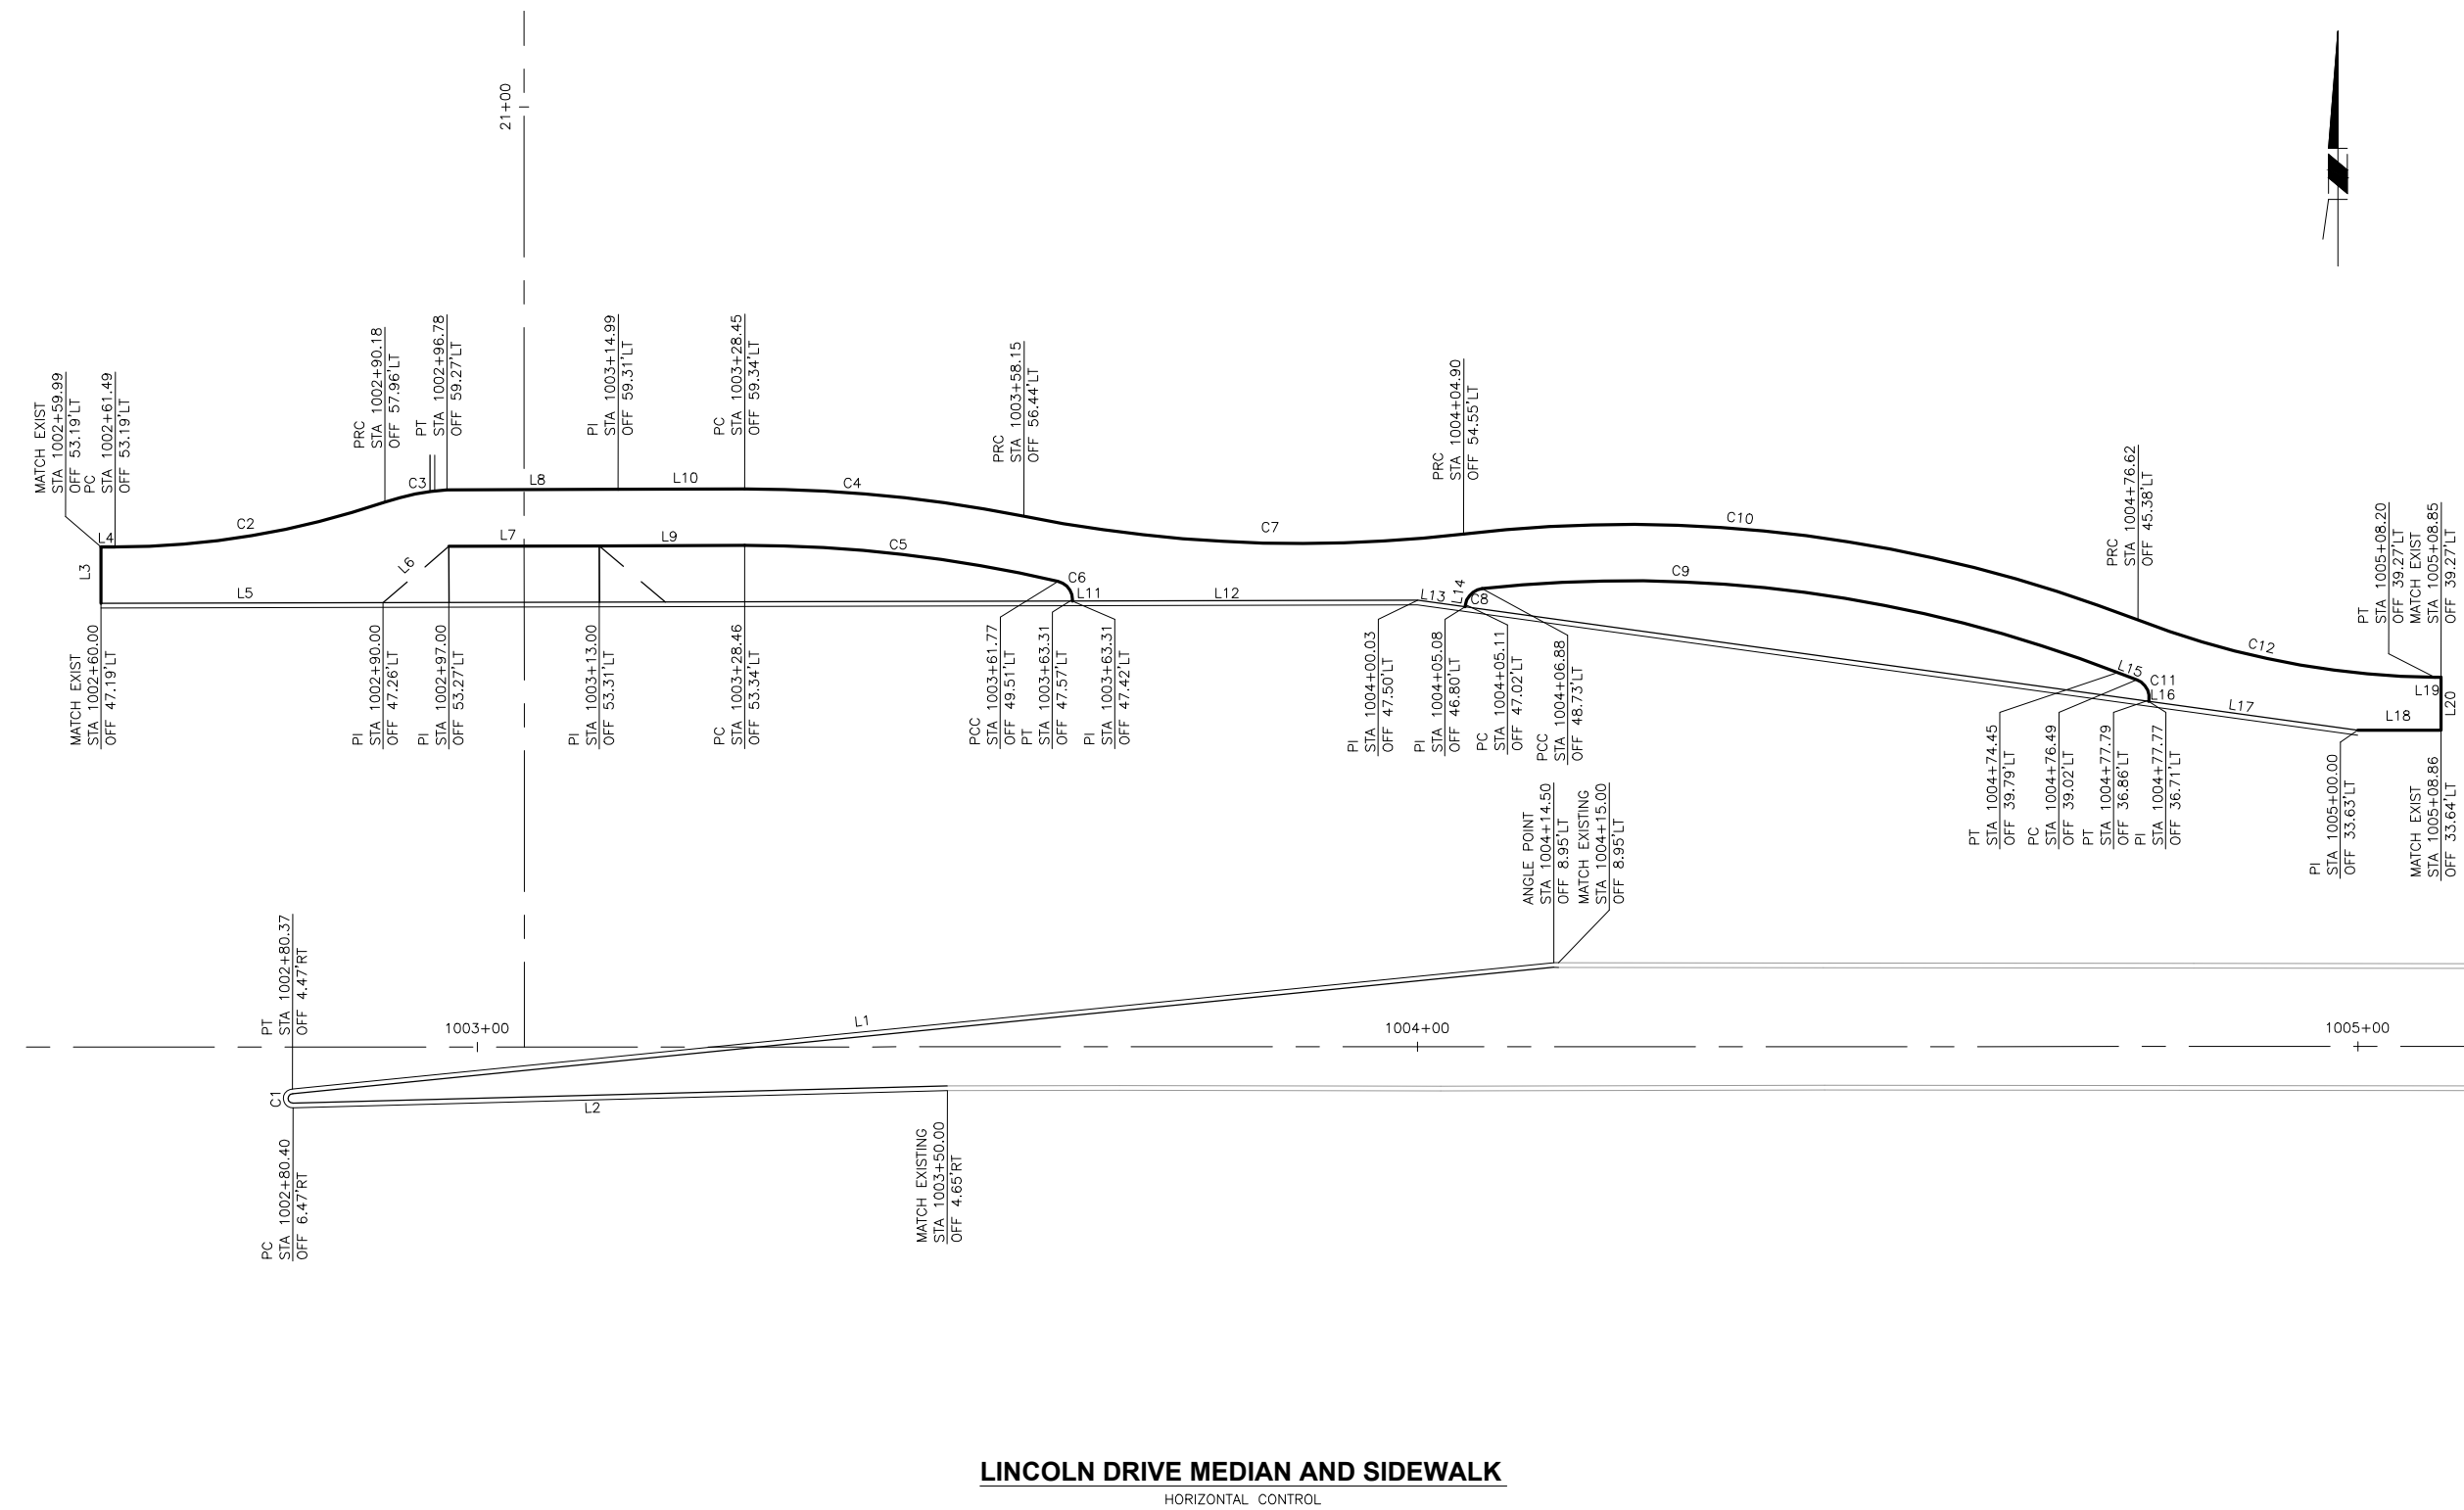 21+00
MATCH EXIST
STA 1002+59.99
OFF 53.19'LT
PC
STA 1002+61.49
OFF 53.19'LT
PRC
STA 1002+90.18
OFF 57.96'LT
PT
STA 1002+96.78
OFF 59.27'LT
PI
STA 1003+14.99
OFF 59.31'LT
PC
STA 1003+28.45
OFF 59.34'LT
PRC
STA 1003+58.15
OFF 56.44'LT
PRC
STA 1004+04.90
OFF 54.55'LT
PRC
STA 1004+76.62
OFF 45.38'LT
PT
STA 1005+08.20
OFF 39.27'LT
MATCH EXIST
STA 1005+08.85
OFF 39.27'LT
L4
C2
C3
L8
L10
C4
C7
C10
C12
L3
L5
L6
L7
L9
C5
C6
L11
L12
L13
L14
C8
C9
L15
C11
L16
L17
L18
L19
L20
MATCH EXIST
STA 1002+60.00
OFF 47.19'LT
PI
STA 1002+90.00
OFF 47.26'LT
PI
STA 1002+97.00
OFF 53.27'LT
PI
STA 1003+13.00
OFF 53.31'LT
PC
STA 1003+28.46
OFF 53.34'LT
PCC
STA 1003+61.77
OFF 49.51'LT
PT
STA 1003+63.31
OFF 47.57'LT
PI
STA 1003+63.31
OFF 47.42'LT
PI
STA 1004+00.03
OFF 47.50'LT
PI
STA 1004+05.08
OFF 46.80'LT
PC
STA 1004+05.11
OFF 47.02'LT
PCC
STA 1004+06.88
OFF 48.73'LT
PT
STA 1004+74.45
OFF 39.79'LT
PC
STA 1004+76.49
OFF 39.02'LT
PT
STA 1004+77.79
OFF 36.86'LT
PI
STA 1004+77.77
OFF 36.71'LT
PI
STA 1005+00.00
OFF 33.63'LT
MATCH EXIST
STA 1005+08.86
OFF 33.64'LT
ANGLE POINT
STA 1004+14.50
OFF 8.95'LT
MATCH EXISTING
STA 1004+15.00
OFF 8.95'LT
PT
STA 1002+80.37
OFF 4.47'RT
1003+00
L1
1004+00
1005+00
C1
L2
PC
STA 1002+80.40
OFF 6.47'RT
MATCH EXISTING
STA 1003+50.00
OFF 4.65'RT
LINCOLN DRIVE MEDIAN AND SIDEWALK
HORIZONTAL CONTROL